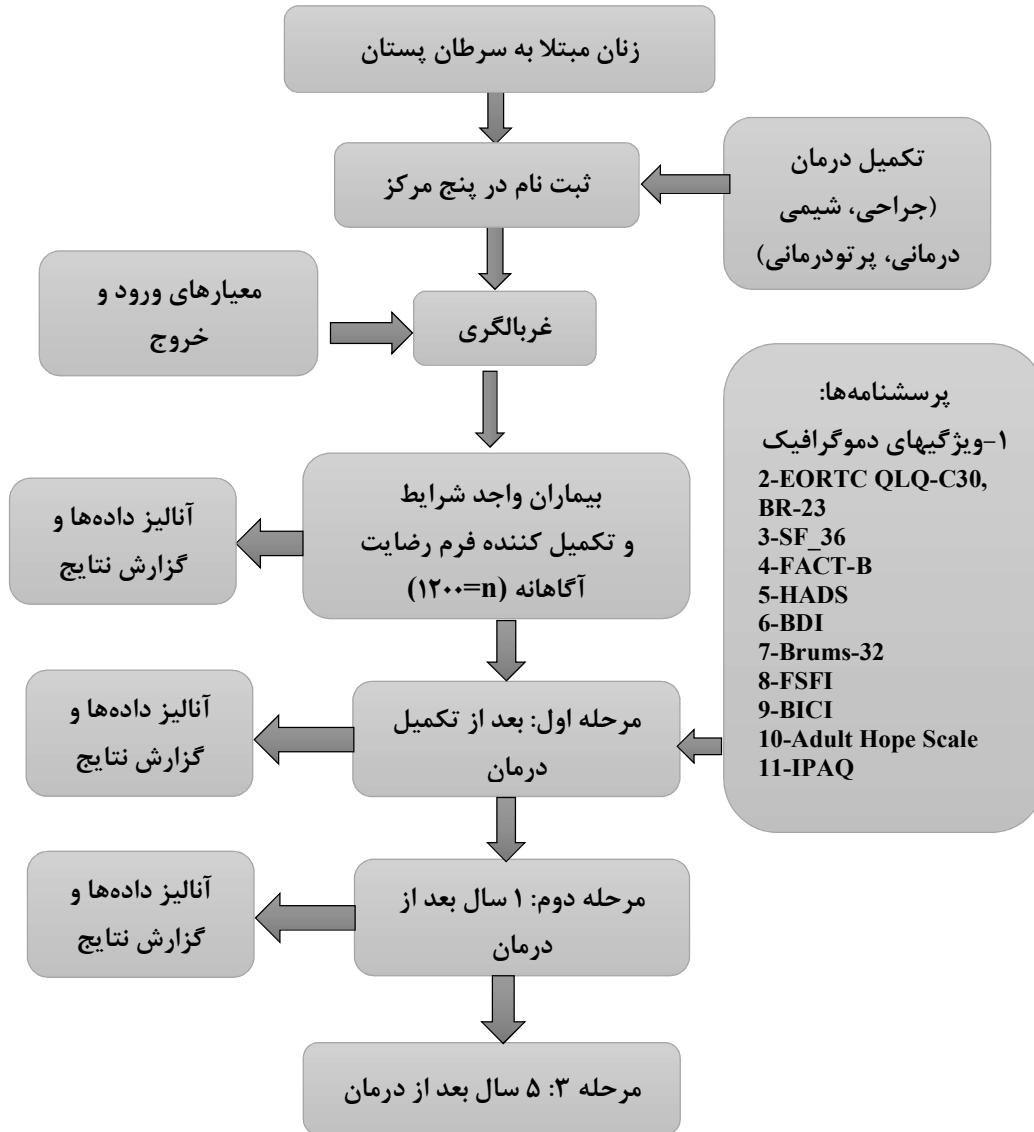 زنان مبتلا به سرطان پستان
ثبت نام در پنج مرکز
تکمیل درمان
(جراحی، شیمی
درمانی، پرتودرمانی)
معیارهای ورود و
خروج
غربالگری
بیماران واجد شرایط
و تکمیل کننده فرم رضایت
آگاهانه (n=۱۲۰۰)
آنالیز داده‌ها و
گزارش نتایج
پرسشنامه‌ها:
۱-ویژگیهای دموگرافیک
2-EORTC QLQ-C30,
BR-23
3-SF_36
4-FACT-B
5-HADS
6-BDI
7-Brums-32
8-FSFI
9-BICI
10-Adult Hope Scale
11-IPAQ
مرحله اول: بعد از تکمیل
درمان
آنالیز داده‌ها و
گزارش نتایج
مرحله دوم: ۱ سال بعد از
درمان
آنالیز داده‌ها و
گزارش نتایج
مرحله ۳: ۵ سال بعد از درمان